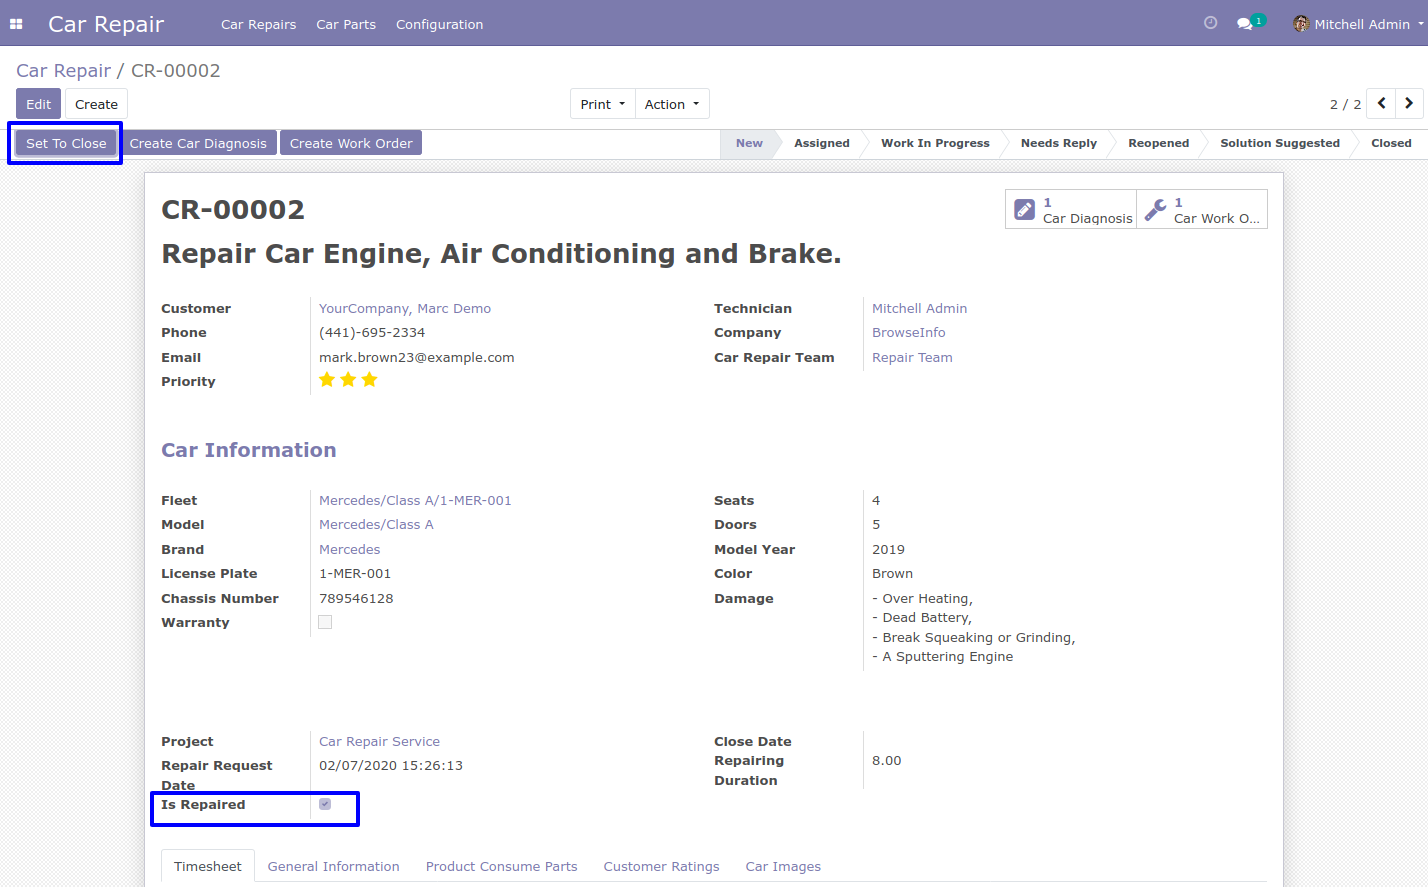 Car Repair Car Repairs Car Parts Configuration 1 Mitchell Admin
Car Repair / CR-00002
Edit Create Print Action 2 / 2
Set To Close Create Car Diagnosis Create Work Order New Assigned Work In Progress Needs Reply Reopened Solution Suggested Closed
CR-00002
1 Car Diagnosis
1 Car Work O...
Repair Car Engine, Air Conditioning and Brake.
Customer YourCompany, Marc Demo
Phone (441)-695-2334
Email mark.brown23@example.com
Priority
Technician Mitchell Admin
Company BrowseInfo
Car Repair Team Repair Team
Car Information
Fleet Mercedes/Class A/1-MER-001
Model Mercedes/Class A
Brand Mercedes
License Plate 1-MER-001
Chassis Number 789546128
Warranty
Seats 4
Doors 5
Model Year 2019
Color Brown
Damage - Over Heating,
- Dead Battery,
- Break Squeaking or Grinding,
- A Sputtering Engine
Project Car Repair Service
Repair Request Date 02/07/2020 15:26:13
Is Repaired
Close Date
Repairing Duration 8.00
Timesheet General Information Product Consume Parts Customer Ratings Car Images